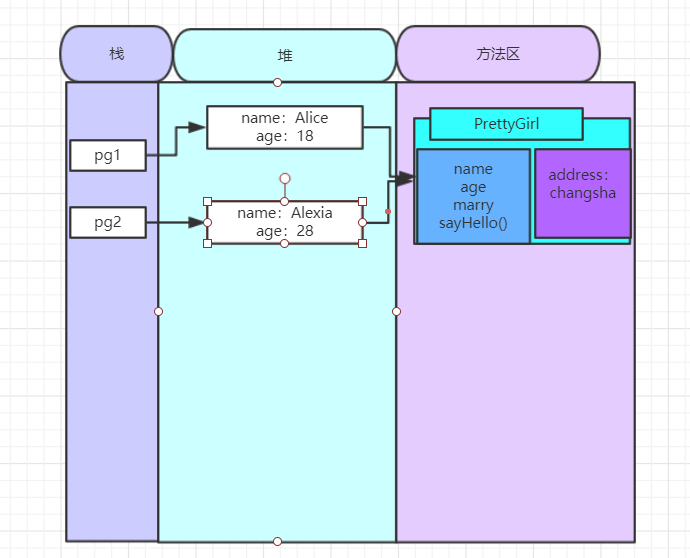 栈
堆
方法区
pg1
pg2
name：Alice
age：18
name：Alexia
age：28
PrettyGirl
name
age
marry
sayHello()
address：
changsha